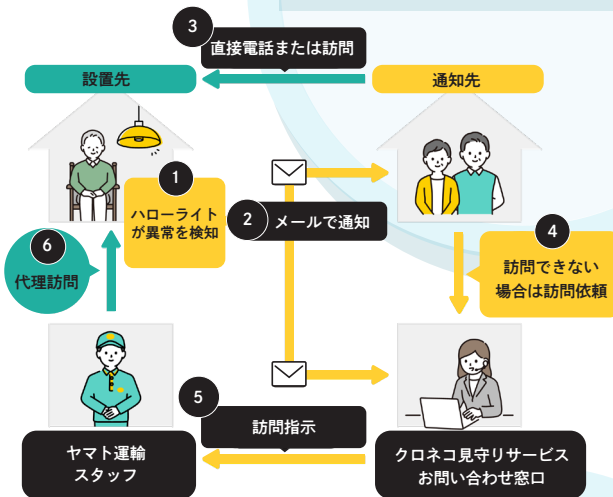 3
直接電話または訪問
設置先
通知先
1
ハローライト
が異常を検知
2
メールで通知
4
訪問できない
場合は訪問依頼
6
代理訪問
5
訪問指示
ヤマト運輸
スタッフ
クロネコ見守りサービス
お問い合わせ窓口